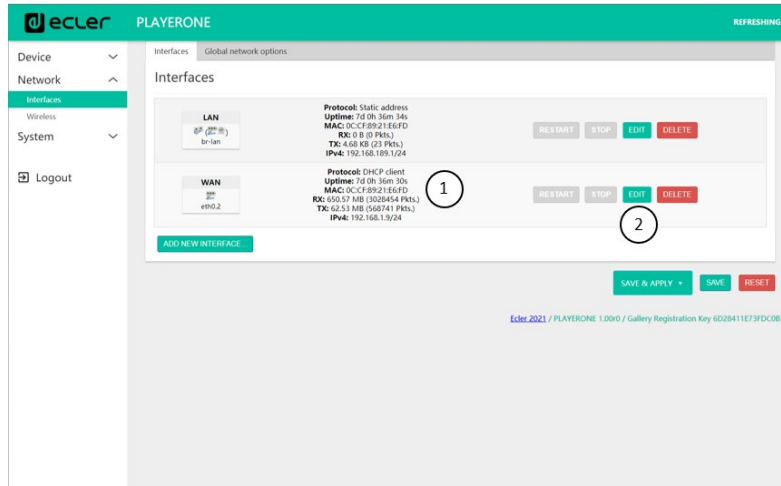 ecler
PLAYERONE
REFRESHING
Device
Network
Interfaces
Wireless
System
Logout
Interfaces
Global network options
Interfaces
LAN
br-lan
Protocol: Static address
Uptime: 7d 0h 36m 34s
MAC: 0C:CF:89:21:E6:FD
RX: 0 B (0 Pkts.)
TX: 4.68 KB (23 Pkts.)
IPv4: 192.168.189.1/24
RESTART STOP EDIT DELETE
WAN
eth0.2
Protocol: DHCP client
Uptime: 7d 0h 36m 30s
MAC: 0C:CF:89:21:E6:FD
RX: 650.57 MB (3028454 Pkts.)
TX: 62.53 MB (568741 Pkts.)
IPv4: 192.168.1.9/24
1
RESTART STOP EDIT DELETE
2
ADD NEW INTERFACE...
SAVE & APPLY SAVE RESET
Ecler 2021 / PLAYERONE 1.00r0 / Gallery Registration Key 6D28411E73FDC08